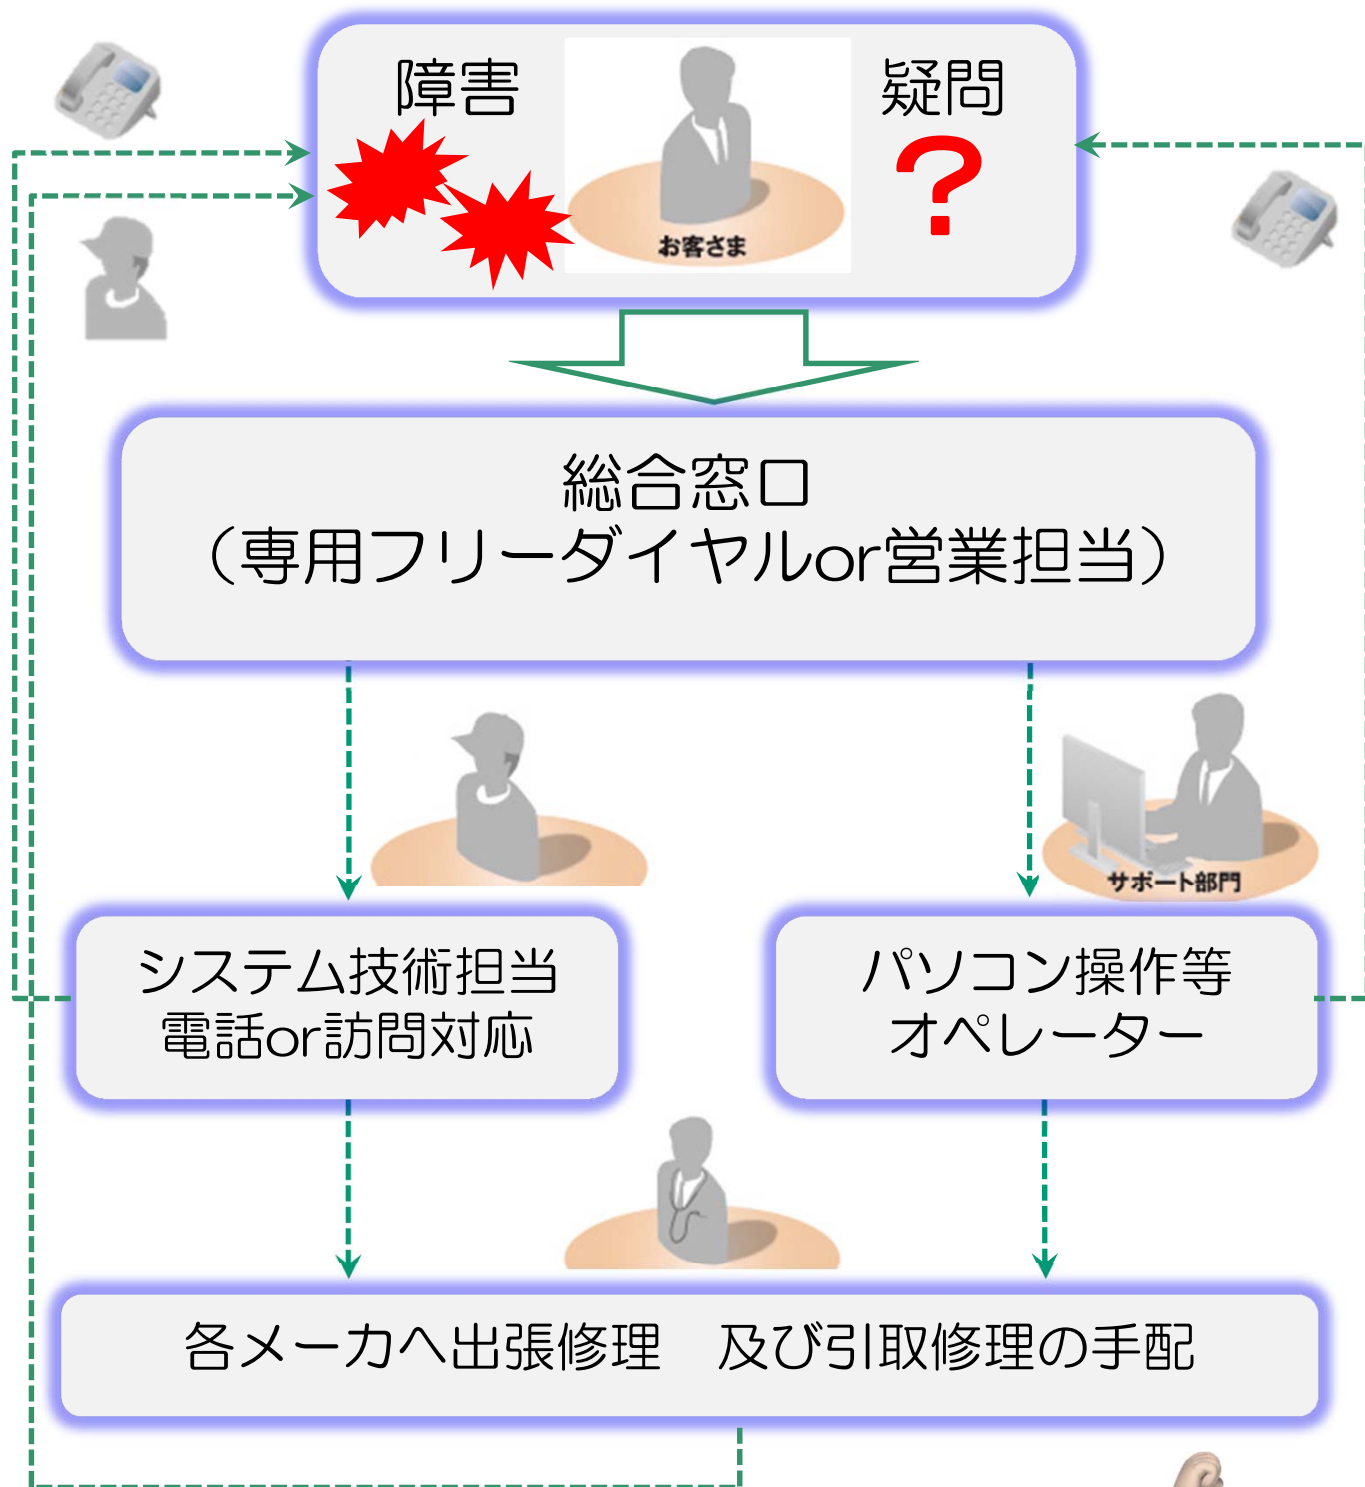 障害
疑問
?
お客さま
総合窓口
（専用フリーダイヤルor営業担当）
サポート部門
システム技術担当
電話or訪問対応
パソコン操作等
オペレーター
各メーカへ出張修理　及び引取修理の手配